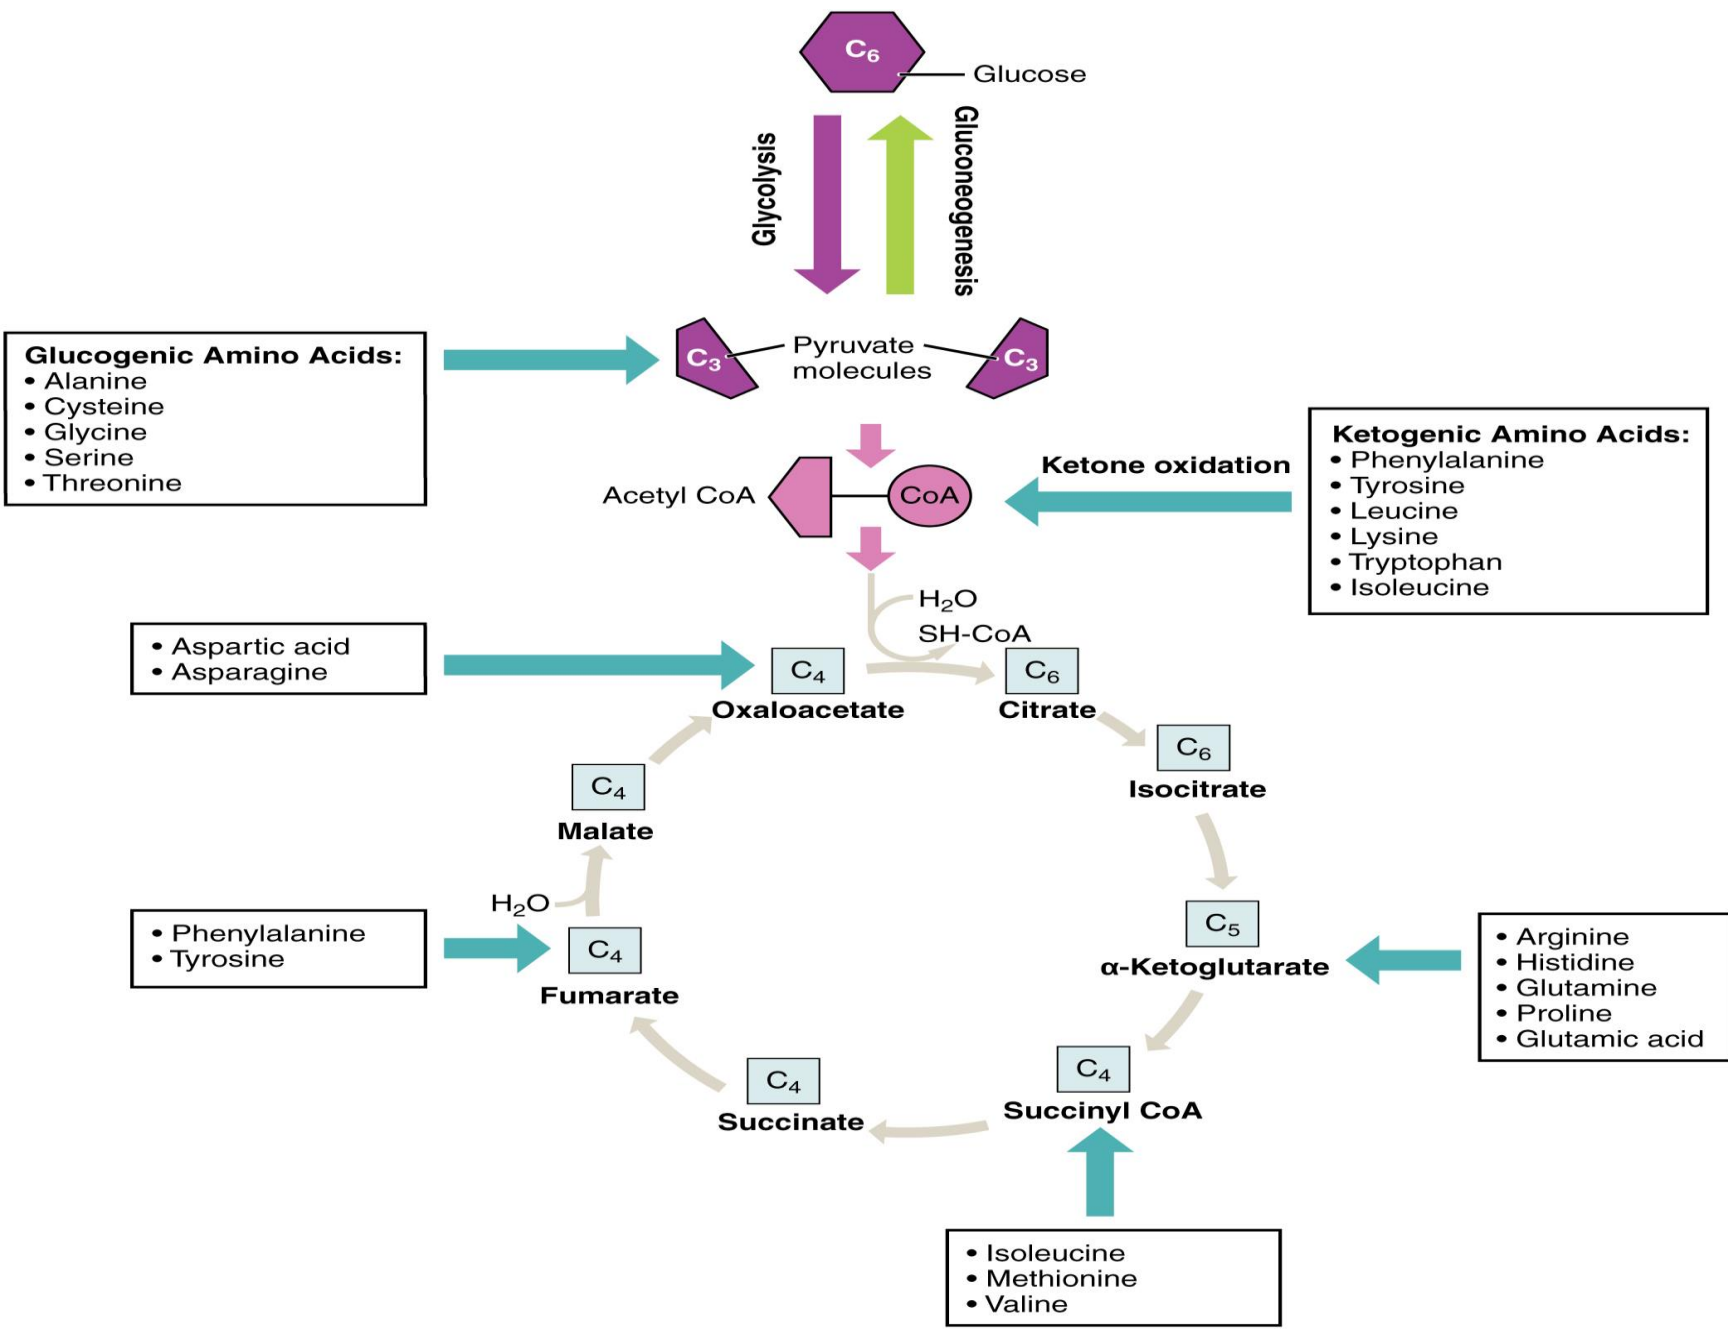 C₆
Glucose
Glycolysis
Gluconeogenesis
Glucogenic Amino Acids:
• Alanine
• Cysteine
• Glycine
• Serine
• Threonine
C₃
Pyruvate
molecules
C₃
Ketogenic Amino Acids:
• Phenylalanine
• Tyrosine
• Leucine
• Lysine
• Tryptophan
• Isoleucine
Ketone oxidation
Acetyl CoA
CoA
H₂O
SH-CoA
• Aspartic acid
• Asparagine
C₄
Oxaloacetate
C₆
Citrate
C₆
Isocitrate
C₄
Malate
H₂O
• Phenylalanine
• Tyrosine
C₄
Fumarate
C₅
α-Ketoglutarate
• Arginine
• Histidine
• Glutamine
• Proline
• Glutamic acid
C₄
Succinate
C₄
Succinyl CoA
• Isoleucine
• Methionine
• Valine